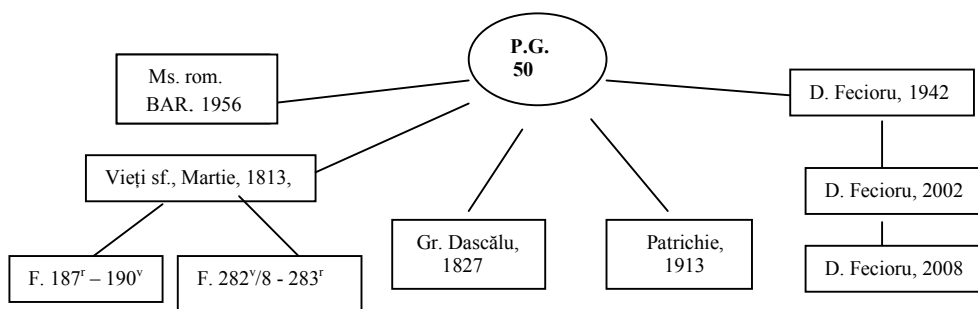 P.G.
50
Ms. rom.
BAR. 1956
D. Fecioru, 1942
Vieți sf., Martie, 1813,
D. Fecioru, 2002
Gr. Dascălu,
1827
Patrichie,
1913
F. 187ʳ – 190ᵛ
F. 282ᵛ/8 - 283ʳ
D. Fecioru, 2008